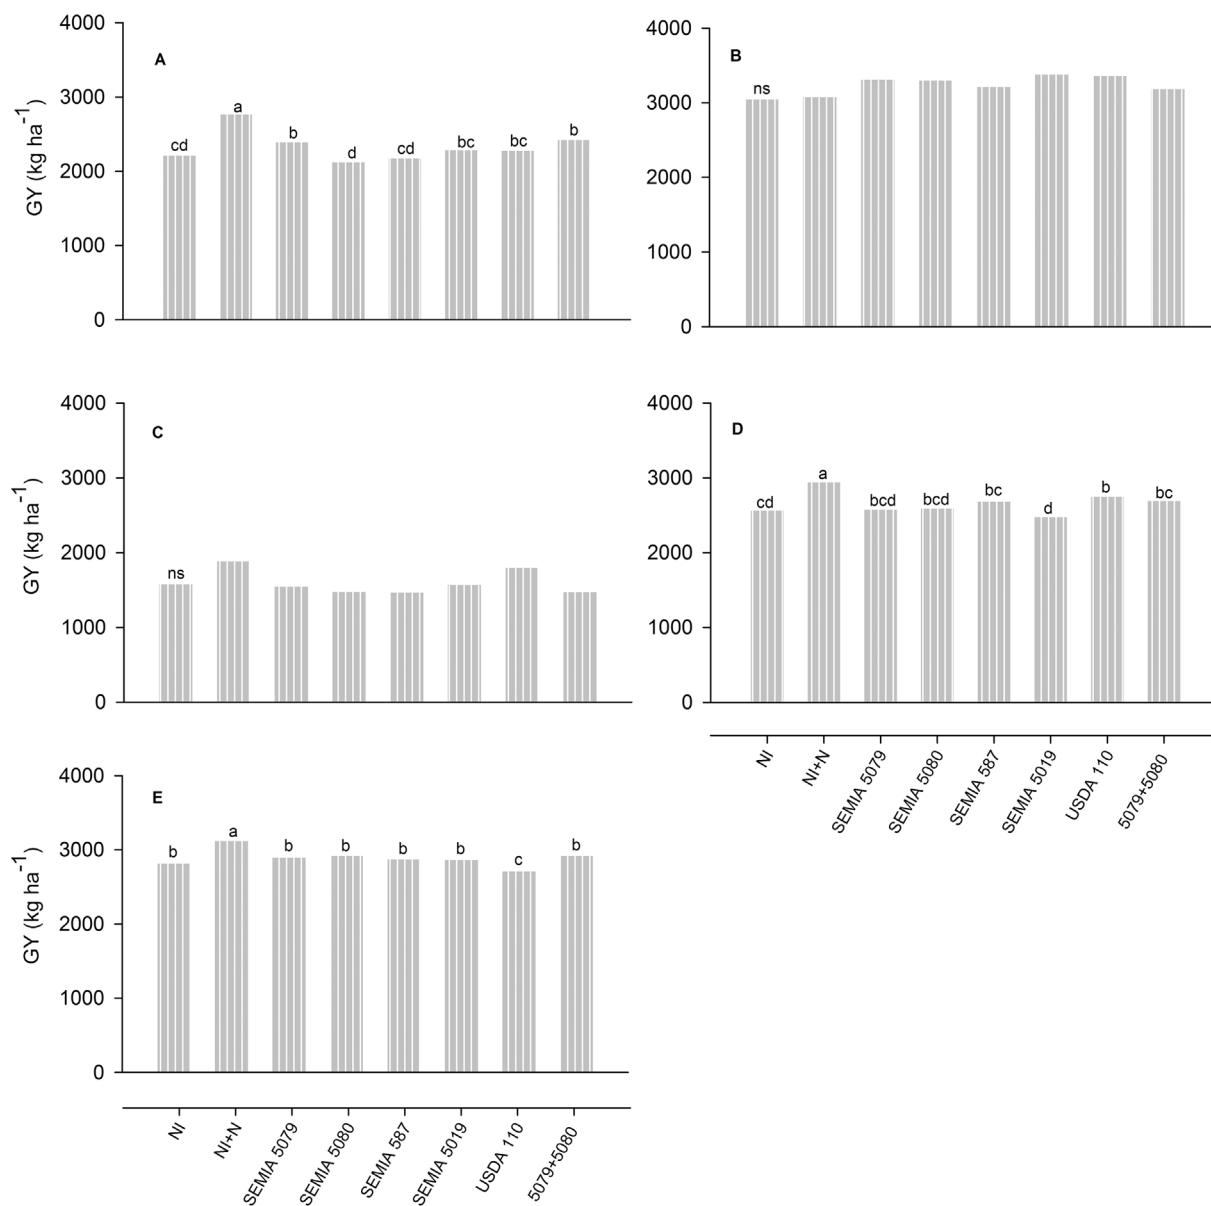 A
GY (kg ha⁻¹)
4000
3000
2000
1000
0
cd
a
b
d
cd
bc
bc
b
B
4000
3000
2000
1000
0
ns
C
GY (kg ha⁻¹)
4000
3000
2000
1000
0
ns
D
4000
3000
2000
1000
0
cd
a
bcd
bcd
bc
d
b
bc
NI
NI+N
SEMIA 5079
SEMIA 5080
SEMIA 587
SEMIA 5019
USDA 110
5079+5080
E
GY (kg ha⁻¹)
4000
3000
2000
1000
0
b
a
b
b
b
b
c
b
NI
NI+N
SEMIA 5079
SEMIA 5080
SEMIA 587
SEMIA 5019
USDA 110
5079+5080